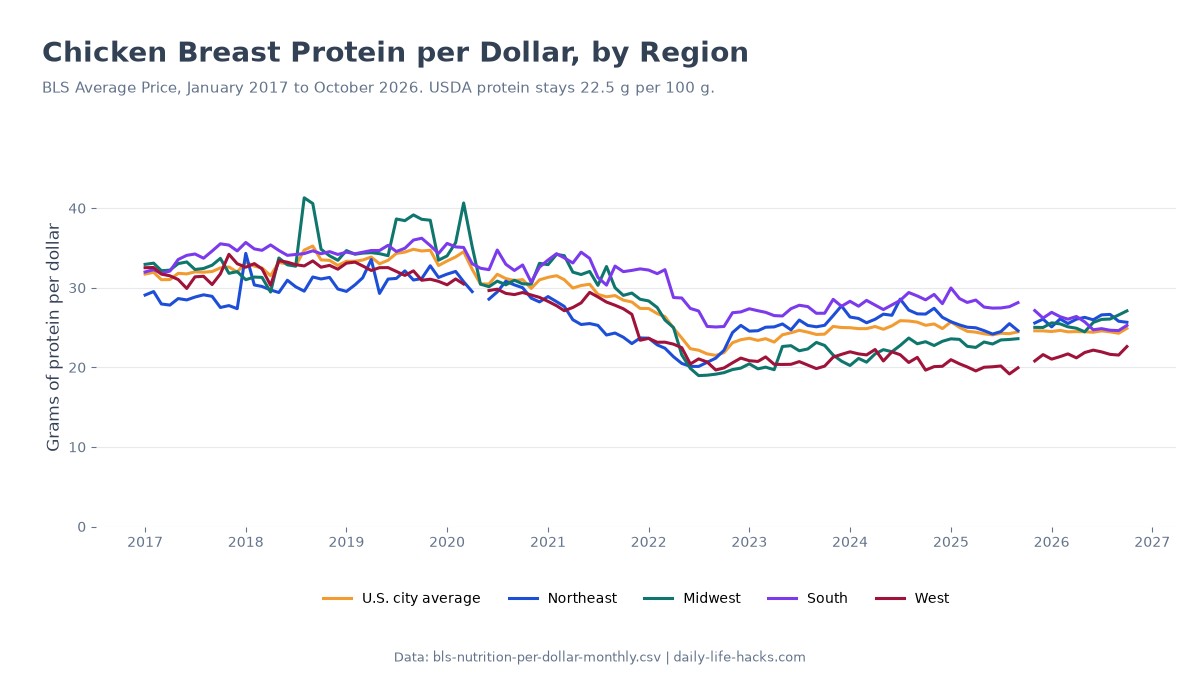 Chicken Breast Protein per Dollar, by Region
BLS Average Price, January 2017 to October 2026. USDA protein stays 22.5 g per 100 g.
Grams of protein per dollar
40
30
20
10
0
2017 2018 2019 2020 2021 2022 2023 2024 2025 2026 2027
U.S. city average Northeast Midwest South West
Data: bls-nutrition-per-dollar-monthly.csv | daily-life-hacks.com